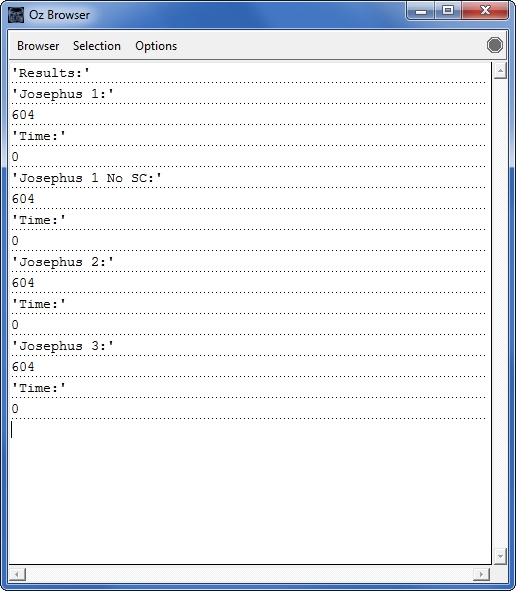 Oz Browser
Browser Selection Options
'Results:'
'Josephus 1:'
604
'Time:'
0
'Josephus 1 No SC:'
604
'Time:'
0
'Josephus 2:'
604
'Time:'
0
'Josephus 3:'
604
'Time:'
0